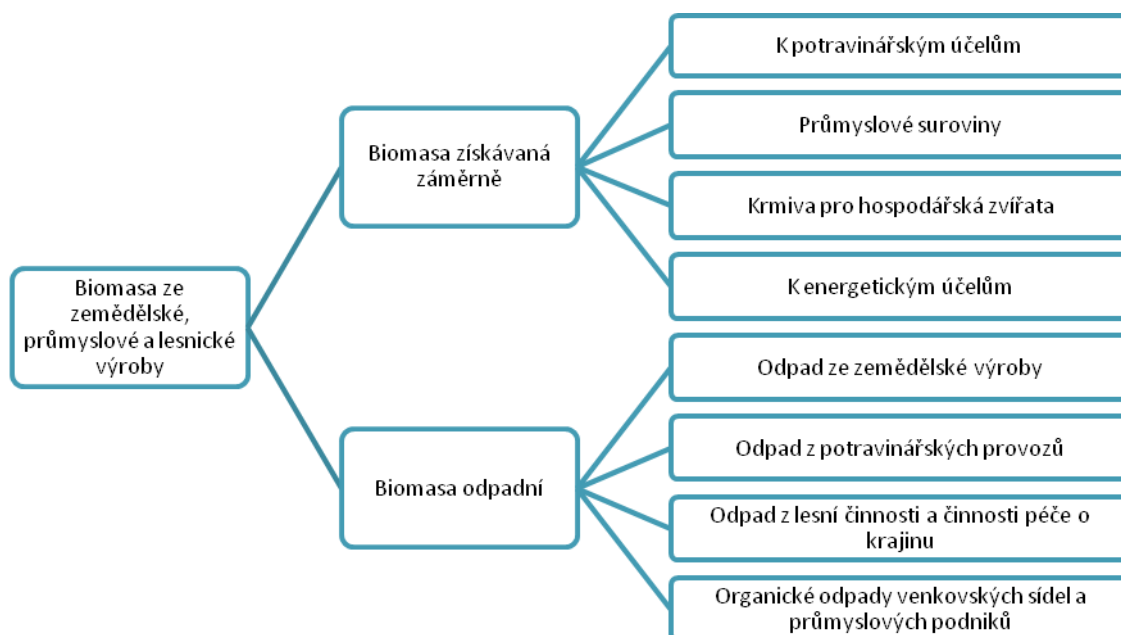 Biomasa ze
zemědělské,
průmyslové a lesnické
výroby
Biomasa získávaná
záměrně
K potravinářským účelům
Průmyslové suroviny
Krmiva pro hospodářská zvířata
K energetickým účelům
Biomasa odpadní
Odpad ze zemědělské výroby
Odpad z potravinářských provozů
Odpad z lesní činnosti a činnosti péče o
krajinu
Organické odpady venkovských sídel a
průmyslových podniků